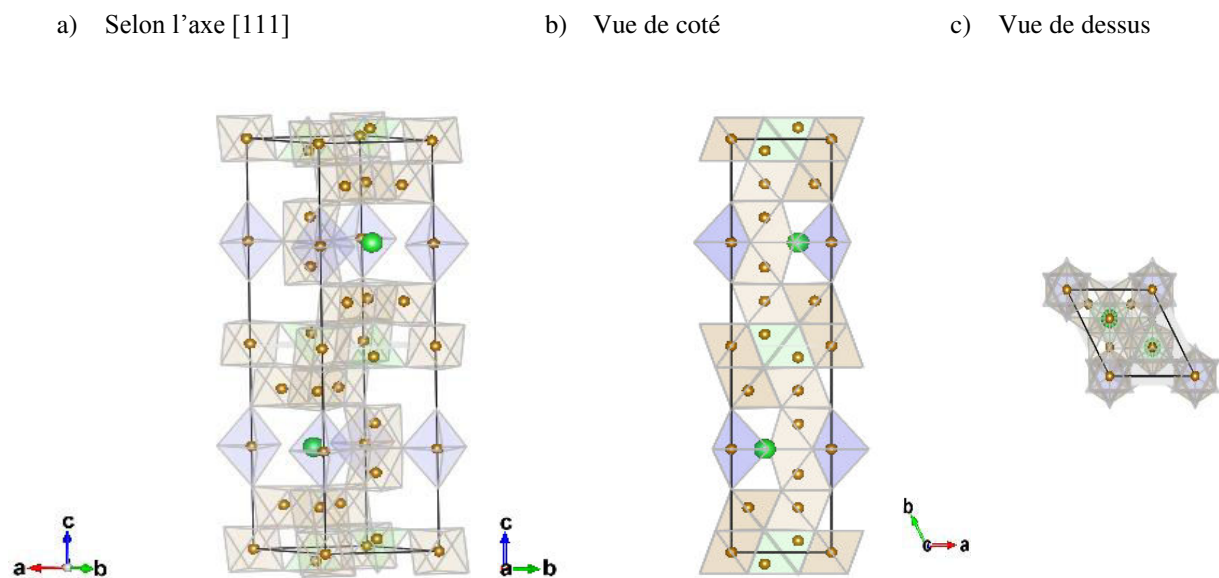 a) Selon l’axe [111]
b) Vue de coté
c) Vue de dessus
c
a
b
c
a
b
b
c
a